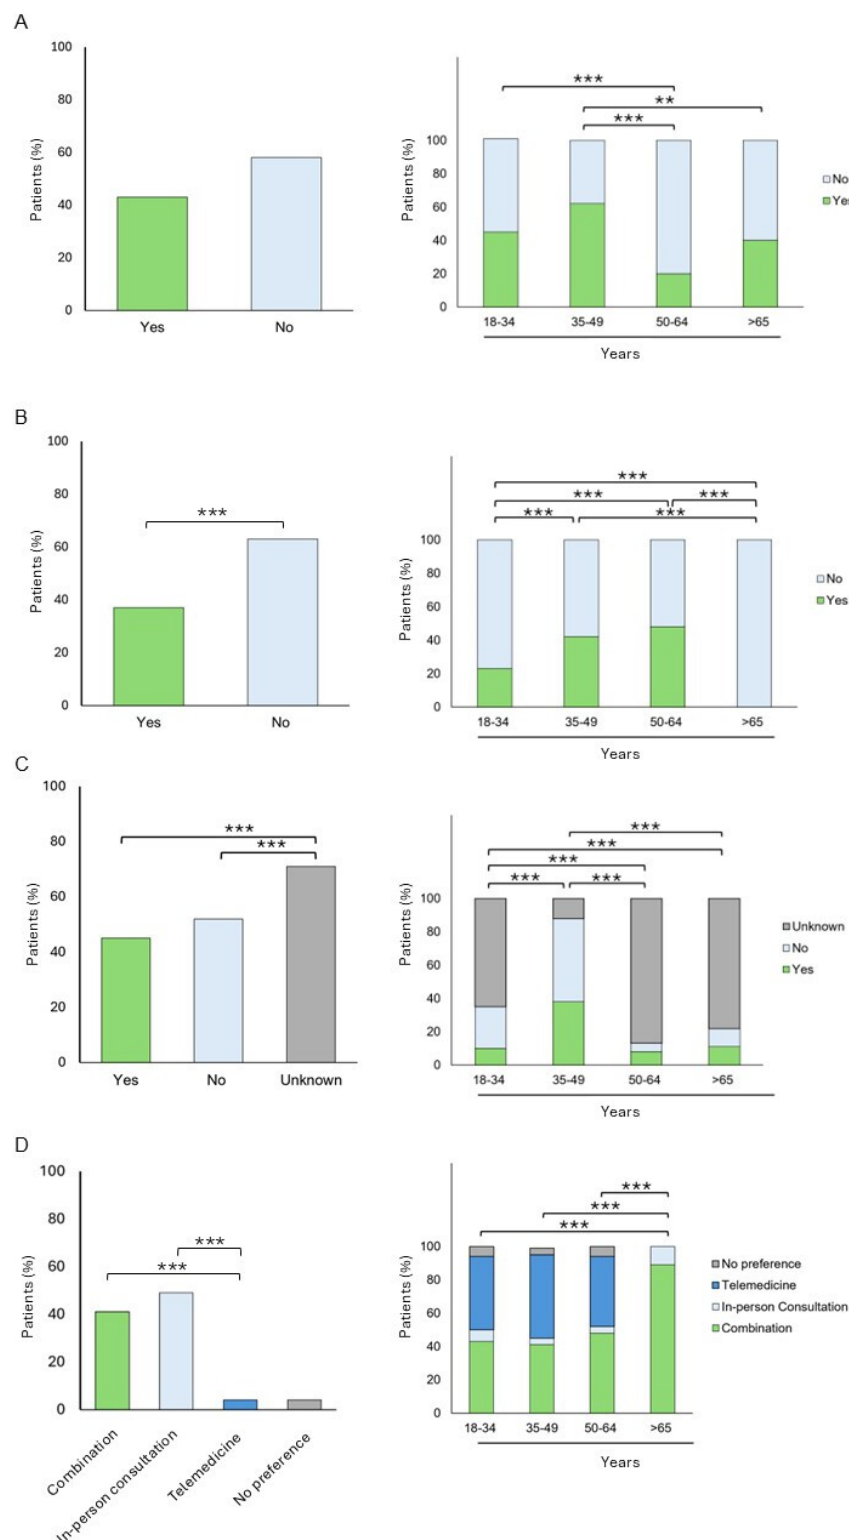 A
100
80
60
40
20
0
Patients (%)
Yes
No
***
**
***
100
80
60
40
20
0
Patients (%)
18-34
35-49
50-64
>65
Years
No
Yes
B
100
80
60
40
20
0
Patients (%)
***
Yes
No
***
*** ***
*** ***
100
80
60
40
20
0
Patients (%)
18-34
35-49
50-64
>65
Years
No
Yes
C
100
80
60
40
20
0
Patients (%)
***
***
Yes
No
Unknown
***
***
***
*** ***
100
80
60
40
20
0
Patients (%)
18-34
35-49
50-64
>65
Years
Unknown
No
Yes
D
100
80
60
40
20
0
Patients (%)
***
***
Combination
In-person consultation
Telemedicine
No preference
***
***
***
100
80
60
40
20
0
Patients (%)
18-34
35-49
50-64
>65
Years
No preference
Telemedicine
In-person Consultation
Combination